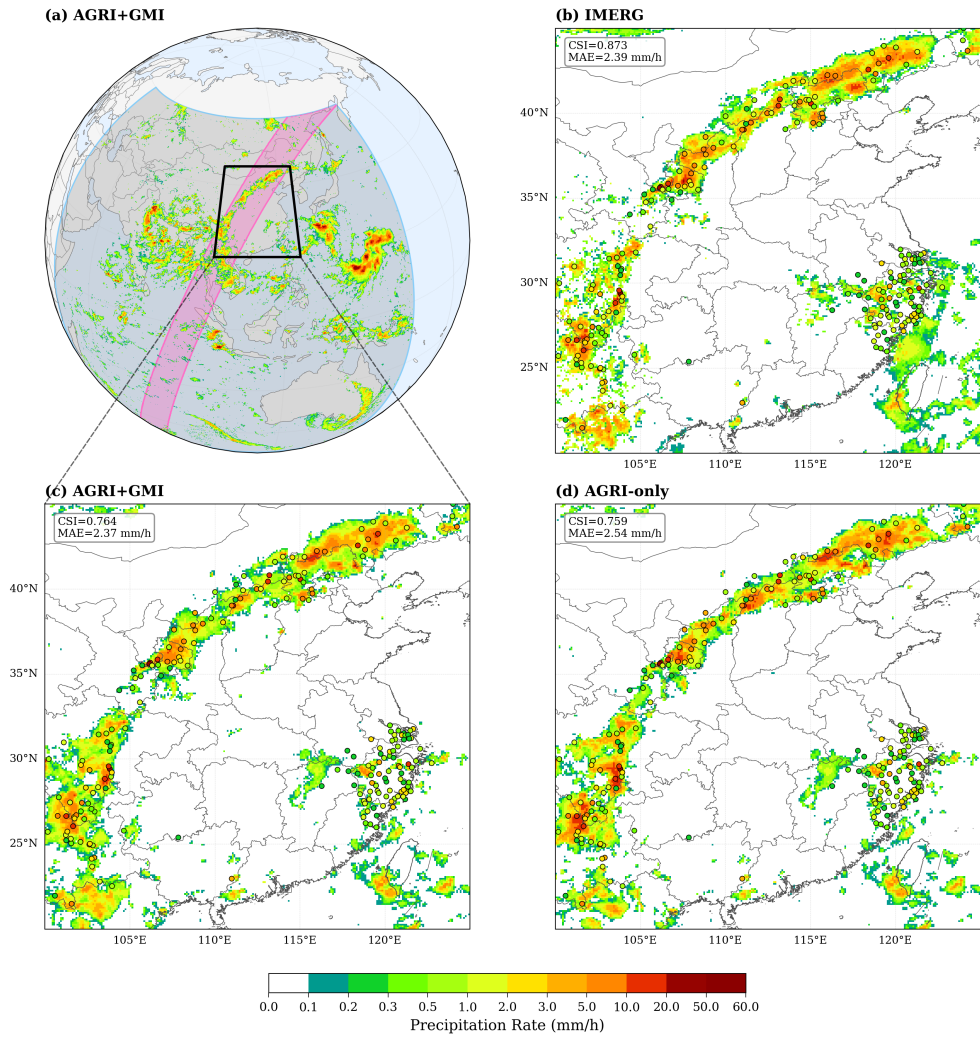 (a) AGRI+GMI
(b) IMERG
CSI=0.873
MAE=2.39 mm/h
40°N
35°N
30°N
25°N
105°E 110°E 115°E 120°E
(c) AGRI+GMI
(d) AGRI-only
CSI=0.764
MAE=2.37 mm/h
CSI=0.759
MAE=2.54 mm/h
40°N
35°N
30°N
25°N
105°E 110°E 115°E 120°E
105°E 110°E 115°E 120°E
0.0 0.1 0.2 0.3 0.5 1.0 2.0 3.0 5.0 10.0 20.0 50.0 60.0
Precipitation Rate (mm/h)